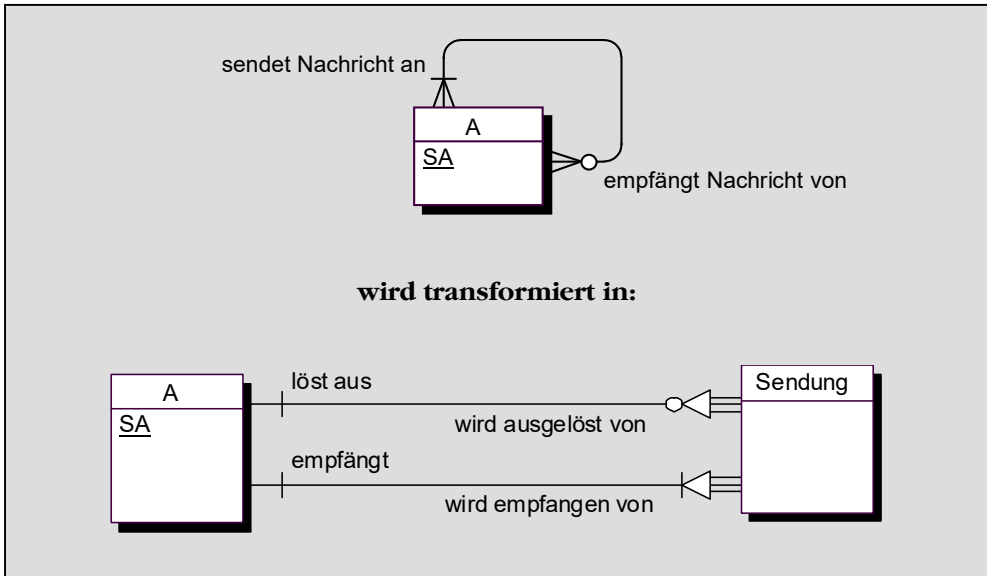 sendet Nachricht an
A
SA
empfängt Nachricht von
wird transformiert in:
A
SA
löst aus
wird ausgelöst von
empfängt
wird empfangen von
Sendung